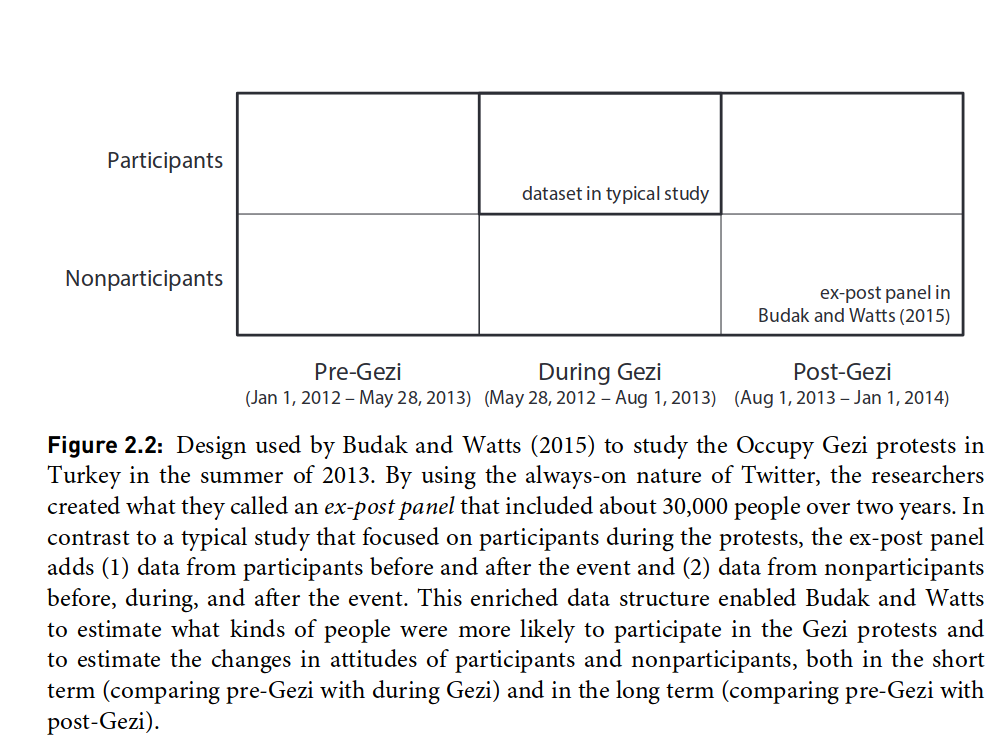 Participants
dataset in typical study
Nonparticipants
ex-post panel in
Budak and Watts (2015)
Pre-Gezi
(Jan 1, 2012 – May 28, 2013)
During Gezi
(May 28, 2012 – Aug 1, 2013)
Post-Gezi
(Aug 1, 2013 – Jan 1, 2014)
Figure 2.2: Design used by Budak and Watts (2015) to study the Occupy Gezi protests in
Turkey in the summer of 2013. By using the always-on nature of Twitter, the researchers
created what they called an ex-post panel that included about 30,000 people over two years. In
contrast to a typical study that focused on participants during the protests, the ex-post panel
adds (1) data from participants before and after the event and (2) data from nonparticipants
before, during, and after the event. This enriched data structure enabled Budak and Watts
to estimate what kinds of people were more likely to participate in the Gezi protests and
to estimate the changes in attitudes of participants and nonparticipants, both in the short
term (comparing pre-Gezi with during Gezi) and in the long term (comparing pre-Gezi with
post-Gezi).